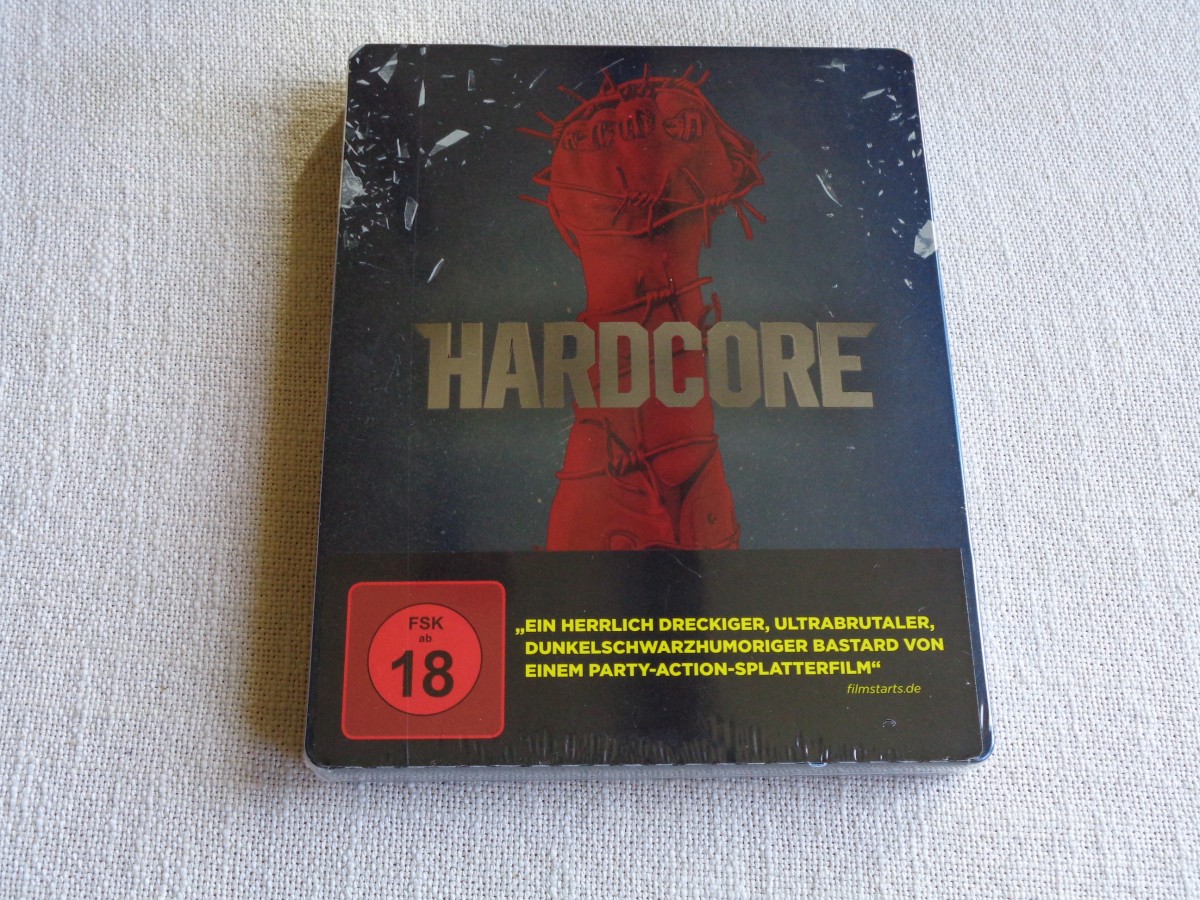 HARDCORE
FSK
ab
18
„EIN HERRLICH DRECKIGER, ULTRABRUTALER,
DUNKELSCHWARZHUMORIGER BASTARD VON
EINEM PARTY-ACTION-SPLATTERFILM“
filmstarts.de